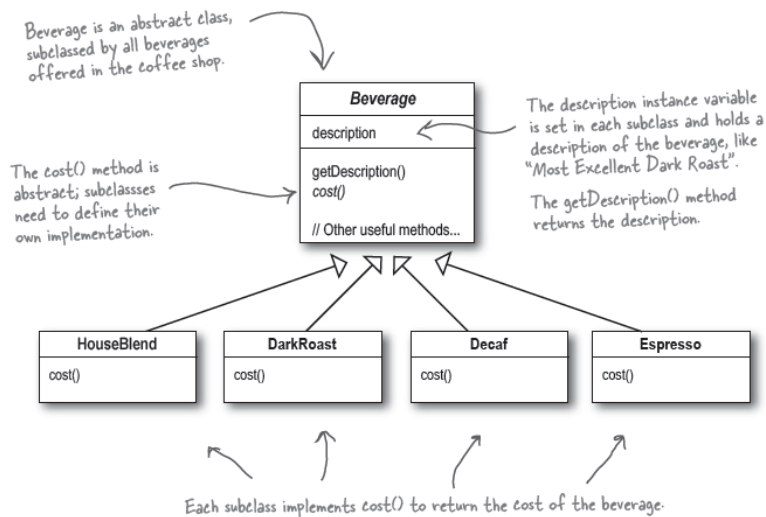 Beverage is an abstract class,
subclassed by all beverages
offered in the coffee shop.
Beverage
description
getDescription()
cost()
// Other useful methods...
The description instance variable
is set in each subclass and holds a
description of the beverage, like
“Most Excellent Dark Roast”.
The getDescription() method
returns the description.
The cost() method is
abstract; subclassses
need to define their
own implementation.
HouseBlend
cost()
DarkRoast
cost()
Decaf
cost()
Espresso
cost()
Each subclass implements cost() to return the cost of the beverage.